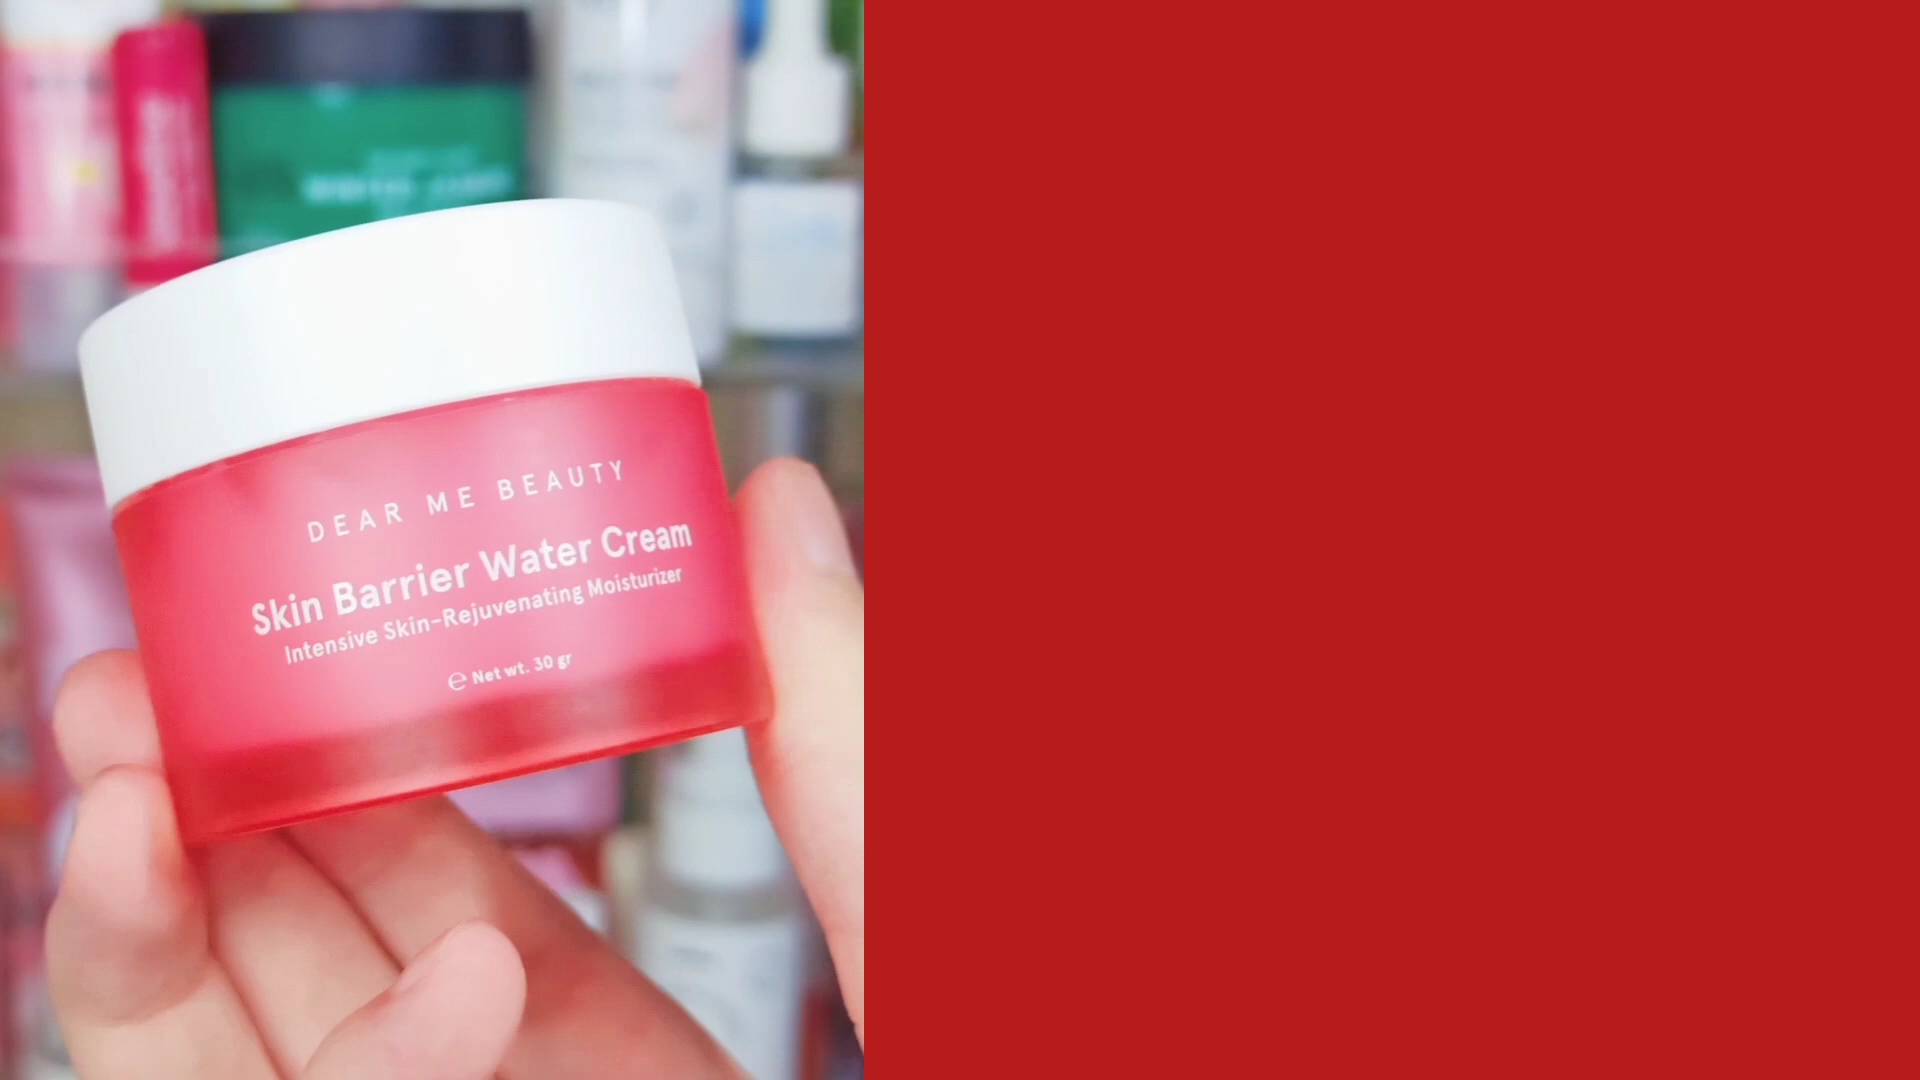 DEAR ME BEAUTY
Skin Barrier Water Cream
Intensive Skin-Rejuvenating Moisturizer
℮ Net wt. 30 gr